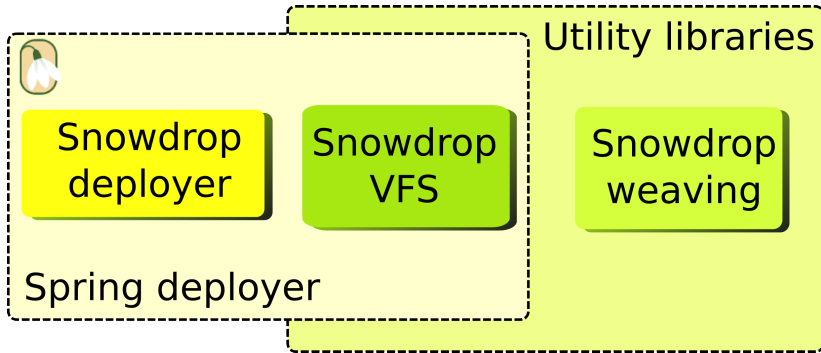 Utility libraries
Snowdrop
deployer
Snowdrop
VFS
Snowdrop
weaving
Spring deployer